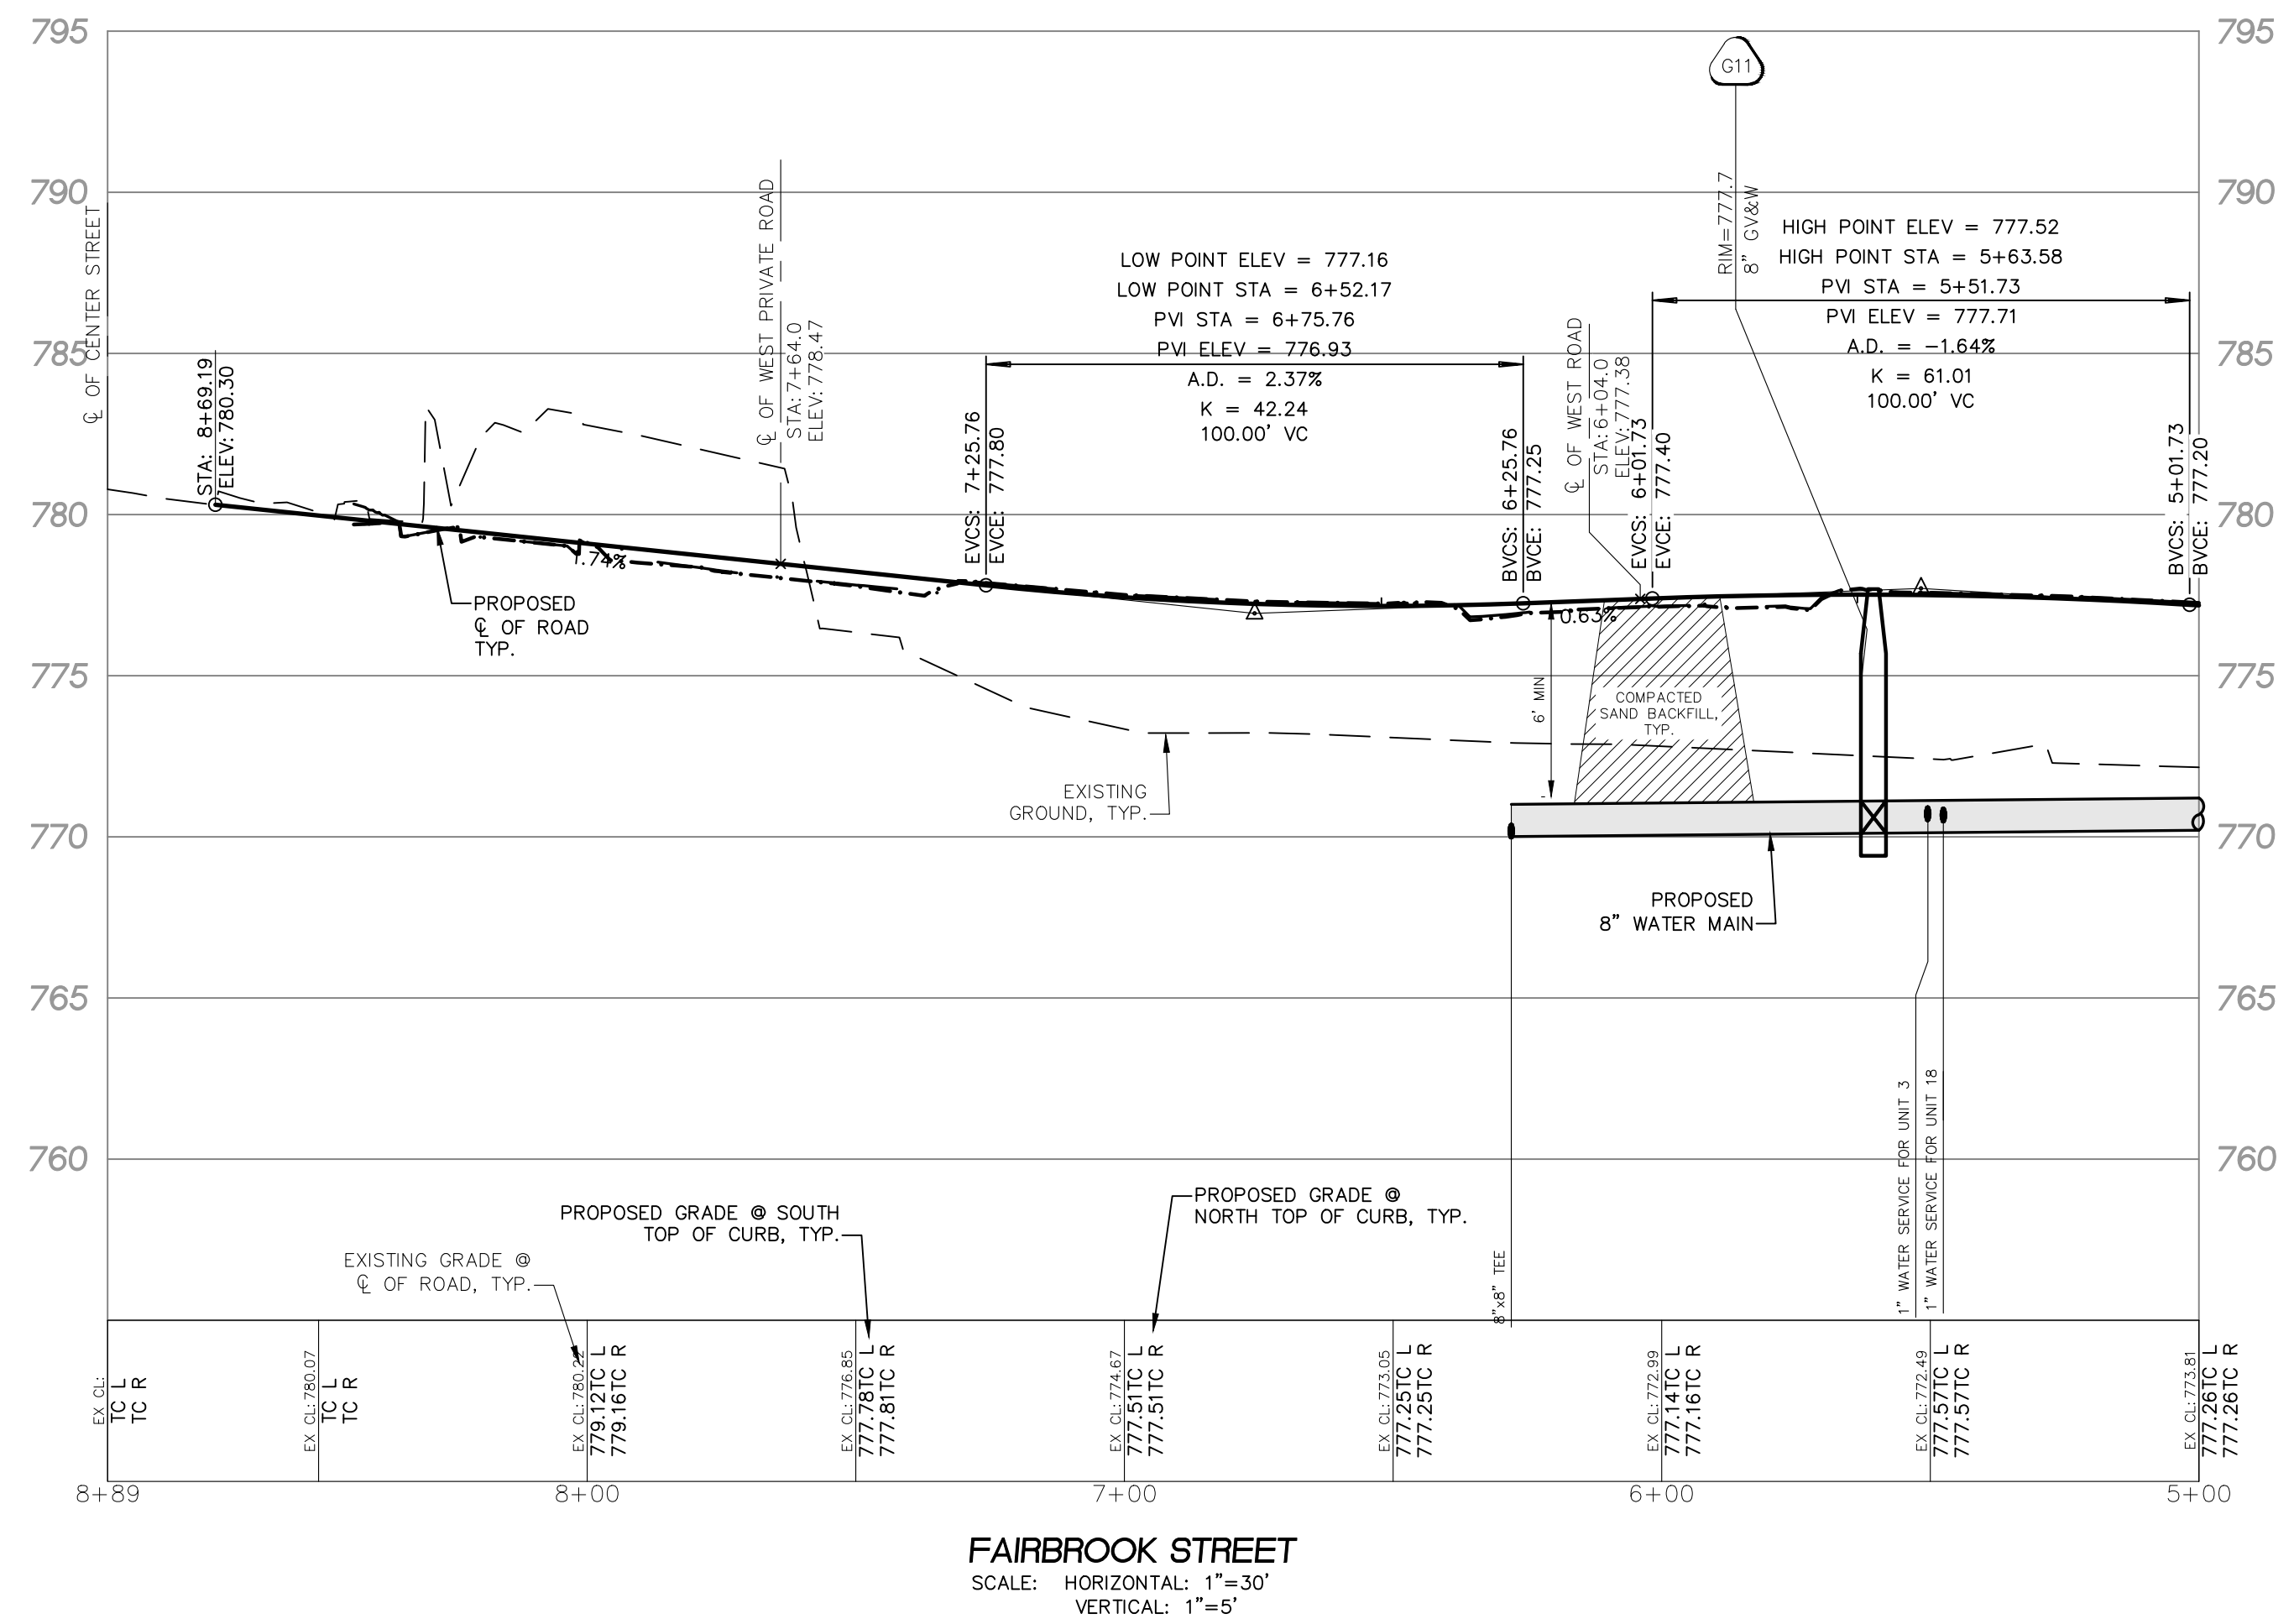 795
795
790
790
785
785
780
780
775
775
770
770
765
765
760
760
G11
RIM=777.7
8" GV&W
℄ OF CENTER STREET
STA: 8+69.19
ELEV: 780.30
℄ OF WEST PRIVATE ROAD
STA: 7+64.0
ELEV: 778.47
LOW POINT ELEV = 777.16
LOW POINT STA = 6+52.17
PVI STA = 6+75.76
PVI ELEV = 776.93
A.D. = 2.37%
K = 42.24
100.00' VC
EVCS: 7+25.76
EVCE: 777.80
BVCS: 6+25.76
BVCE: 777.25
℄ OF WEST ROAD
STA: 6+04.0
ELEV: 777.38
HIGH POINT ELEV = 777.52
HIGH POINT STA = 5+63.58
PVI STA = 5+51.73
PVI ELEV = 777.71
A.D. = -1.64%
K = 61.01
100.00' VC
EVCS: 6+01.73
EVCE: 777.40
BVCS: 5+01.73
BVCE: 777.20
1.74%
0.63%
PROPOSED
℄ OF ROAD
TYP.
6' MIN
COMPACTED
SAND BACKFILL,
TYP.
EXISTING
GROUND, TYP.
PROPOSED
8" WATER MAIN
1" WATER SERVICE FOR UNIT 3
1" WATER SERVICE FOR UNIT 18
8"x8" TEE
PROPOSED GRADE @ SOUTH
TOP OF CURB, TYP.
PROPOSED GRADE @
NORTH TOP OF CURB, TYP.
EXISTING GRADE @
℄ OF ROAD, TYP.
EX CL:
TC L
TC R
EX CL: 780.07
TC L
TC R
EX CL: 780.22
779.12TC L
779.16TC R
EX CL: 776.85
777.78TC L
777.81TC R
EX CL: 774.67
777.51TC L
777.51TC R
EX CL: 773.05
777.25TC L
777.25TC R
EX CL: 772.99
777.14TC L
777.16TC R
EX CL: 772.49
777.57TC L
777.57TC R
EX CL: 773.81
777.26TC L
777.26TC R
8+89
8+00
7+00
6+00
5+00
FAIRBROOK STREET
SCALE: HORIZONTAL: 1"=30'
VERTICAL: 1"=5'